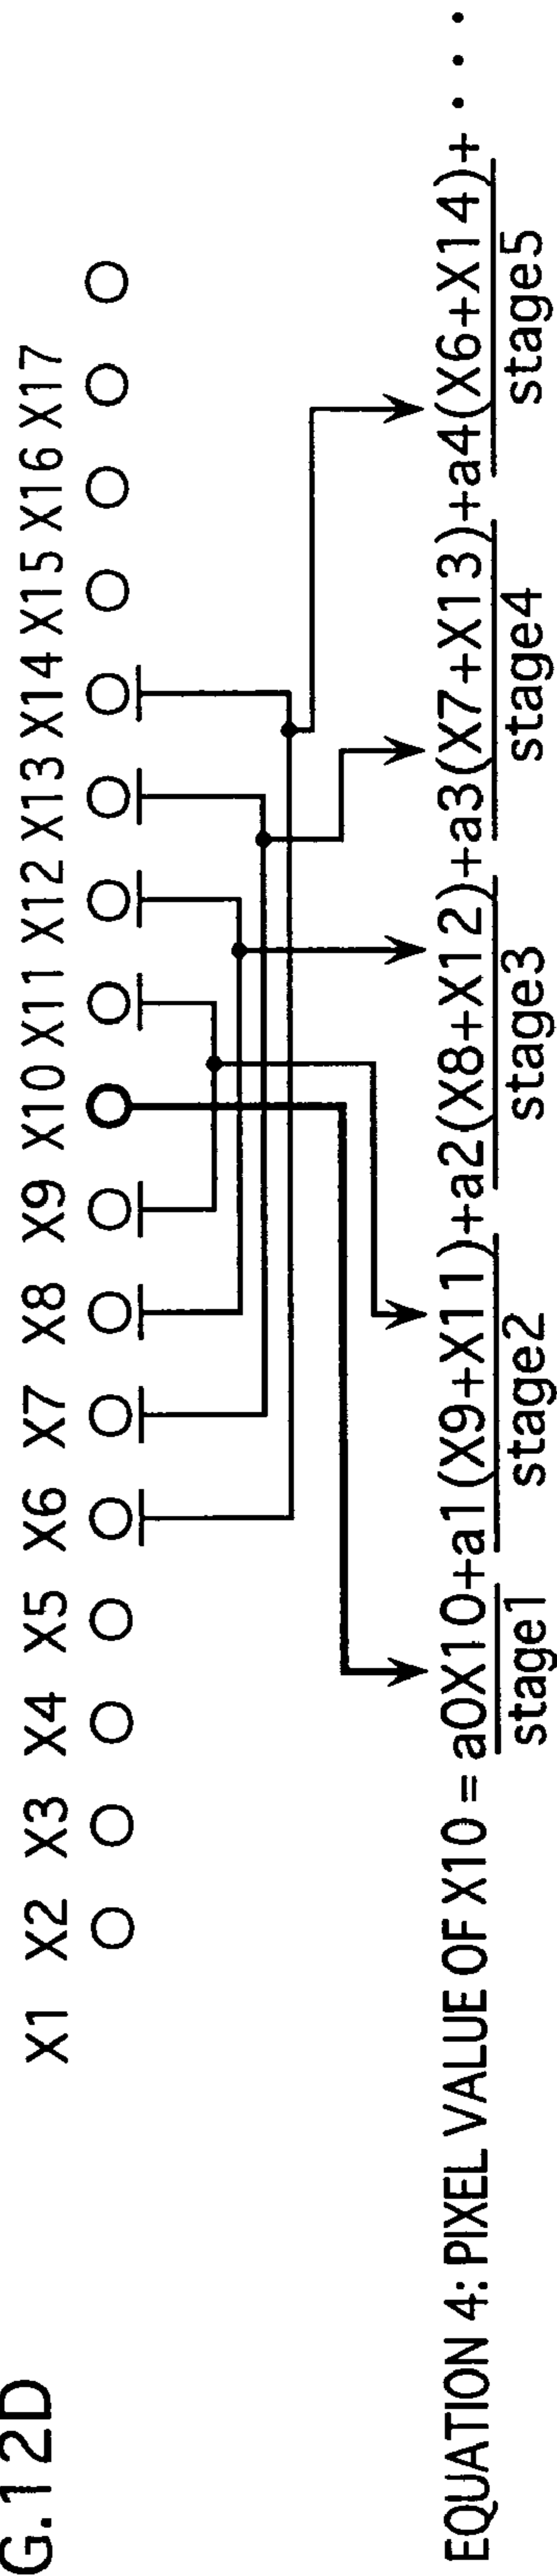 G.12D
X1 X2 X3 X4 X5 X6 X7 X8 X9 X10 X11 X12 X13 X14 X15 X16 X17
EQUATION 4: PIXEL VALUE OF X10 = a0X10+a1(X9+X11)+a2(X8+X12)+a3(X7+X13)+a4(X6+X14)+ • • •
stage1 stage2 stage3 stage4 stage5